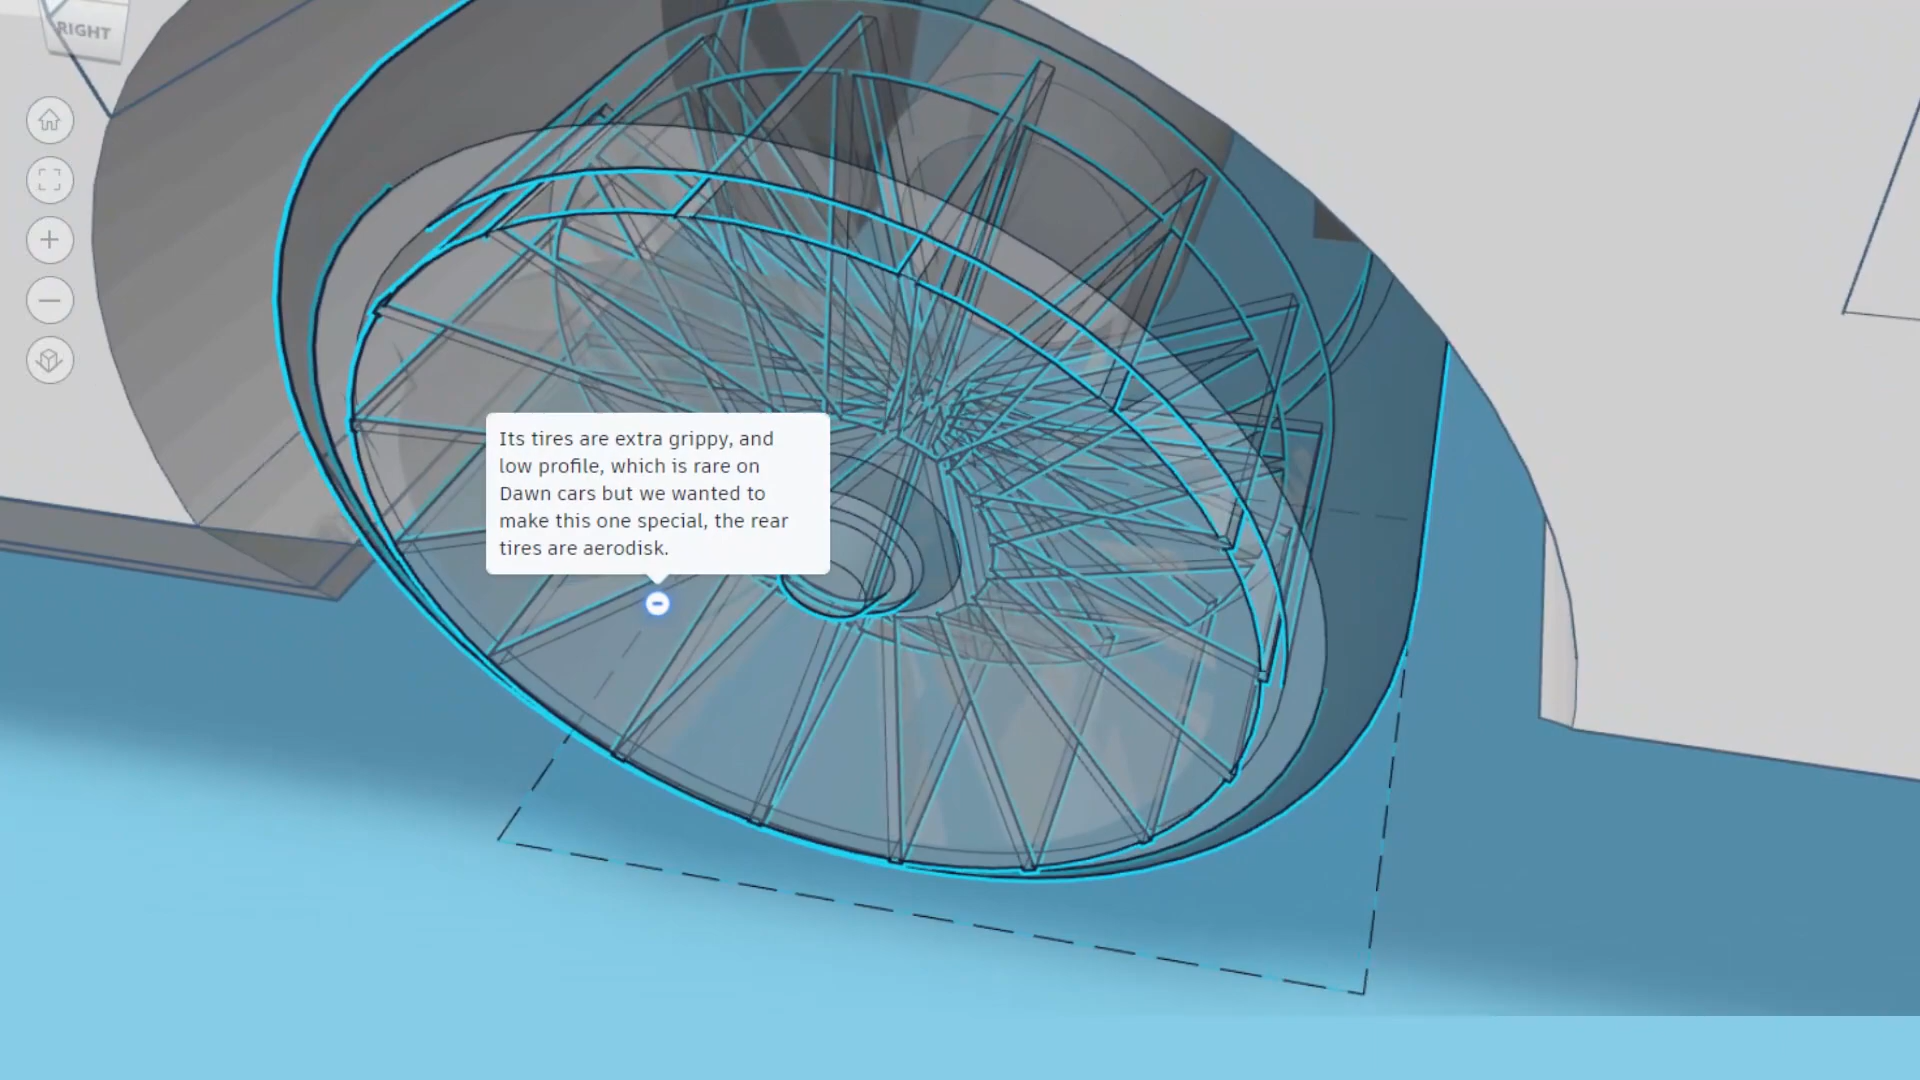 RIGHT
Its tires are extra grippy, and
low profile, which is rare on
Dawn cars but we wanted to
make this one special, the rear
tires are aerodisk.